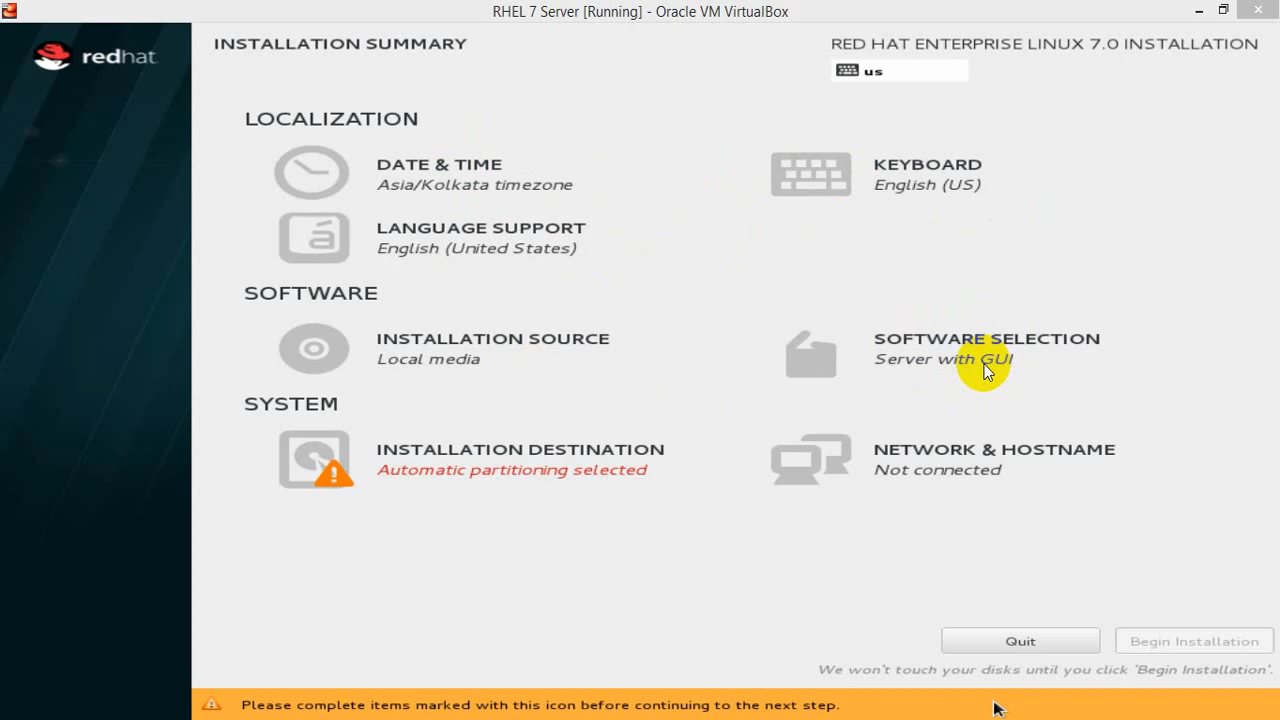 RHEL 7 Server [Running] - Oracle VM VirtualBox
redhat.
INSTALLATION SUMMARY
RED HAT ENTERPRISE LINUX 7.0 INSTALLATION
us
LOCALIZATION
DATE & TIME
Asia/Kolkata timezone
KEYBOARD
English (US)
LANGUAGE SUPPORT
English (United States)
SOFTWARE
INSTALLATION SOURCE
Local media
SOFTWARE SELECTION
Server with GUI
SYSTEM
INSTALLATION DESTINATION
Automatic partitioning selected
NETWORK & HOSTNAME
Not connected
Quit
Begin Installation
We won't touch your disks until you click 'Begin Installation'.
Please complete items marked with this icon before continuing to the next step.